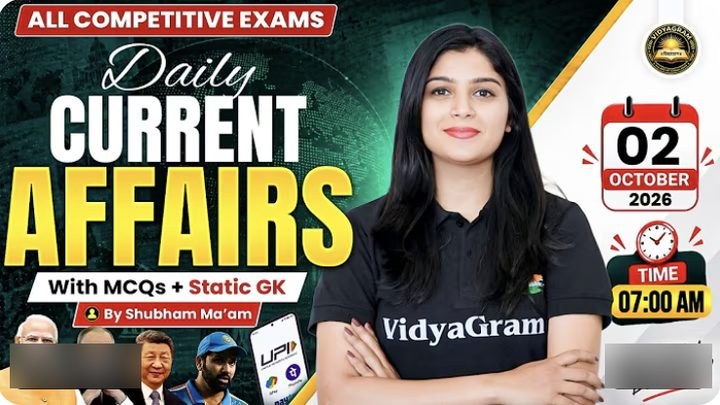 ALL COMPETITIVE EXAMS
Daily
CURRENT
AFFAIRS
With MCQs + Static GK
By Shubham Ma'am
UPI
VidyaGram
VIDYAGRAM
02
OCTOBER
2026
TIME
07:00 AM